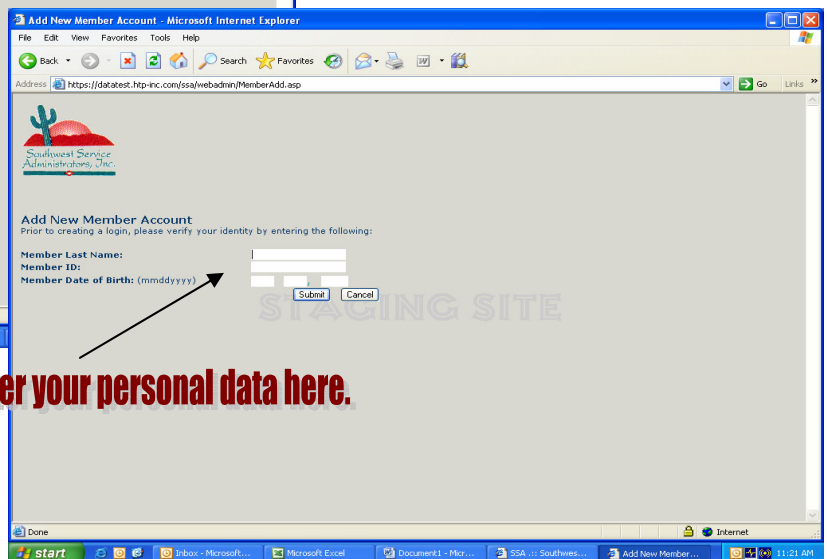 Add New Member Account - Microsoft Internet Explorer
File Edit View Favorites Tools Help
Back Search Favorites
Address https://datatest.htp-inc.com/ssa/webadmin/MemberAdd.asp Go Links »
Southwest Service
Administrators, Inc.
Add New Member Account
Prior to creating a login, please verify your identity by entering the following:
Member Last Name:
Member ID:
Member Date of Birth: (mmddyyyy) ,
Submit Cancel
STAGING SITE
er your personal data here.
Done Internet
start Inbox - Microsoft... Microsoft Excel Document1 - Micr... SSA .:: Southwes... Add New Member... 11:21 AM